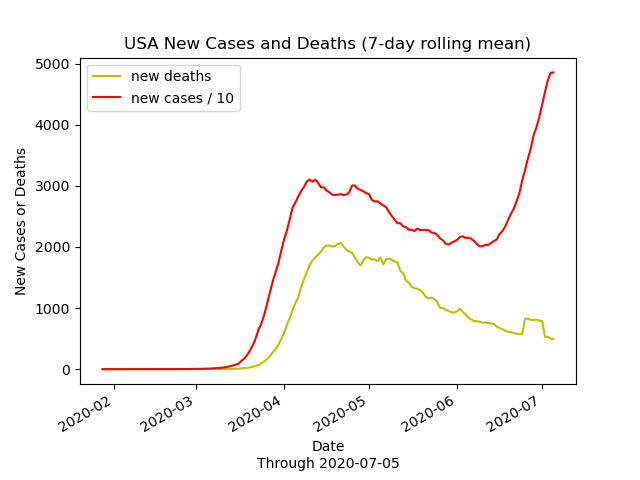 USA New Cases and Deaths (7-day rolling mean)
new deaths
new cases / 10
5000
4000
3000
2000
1000
0
New Cases or Deaths
2020-02
2020-03
2020-04
2020-05
2020-06
2020-07
Date
Through 2020-07-05